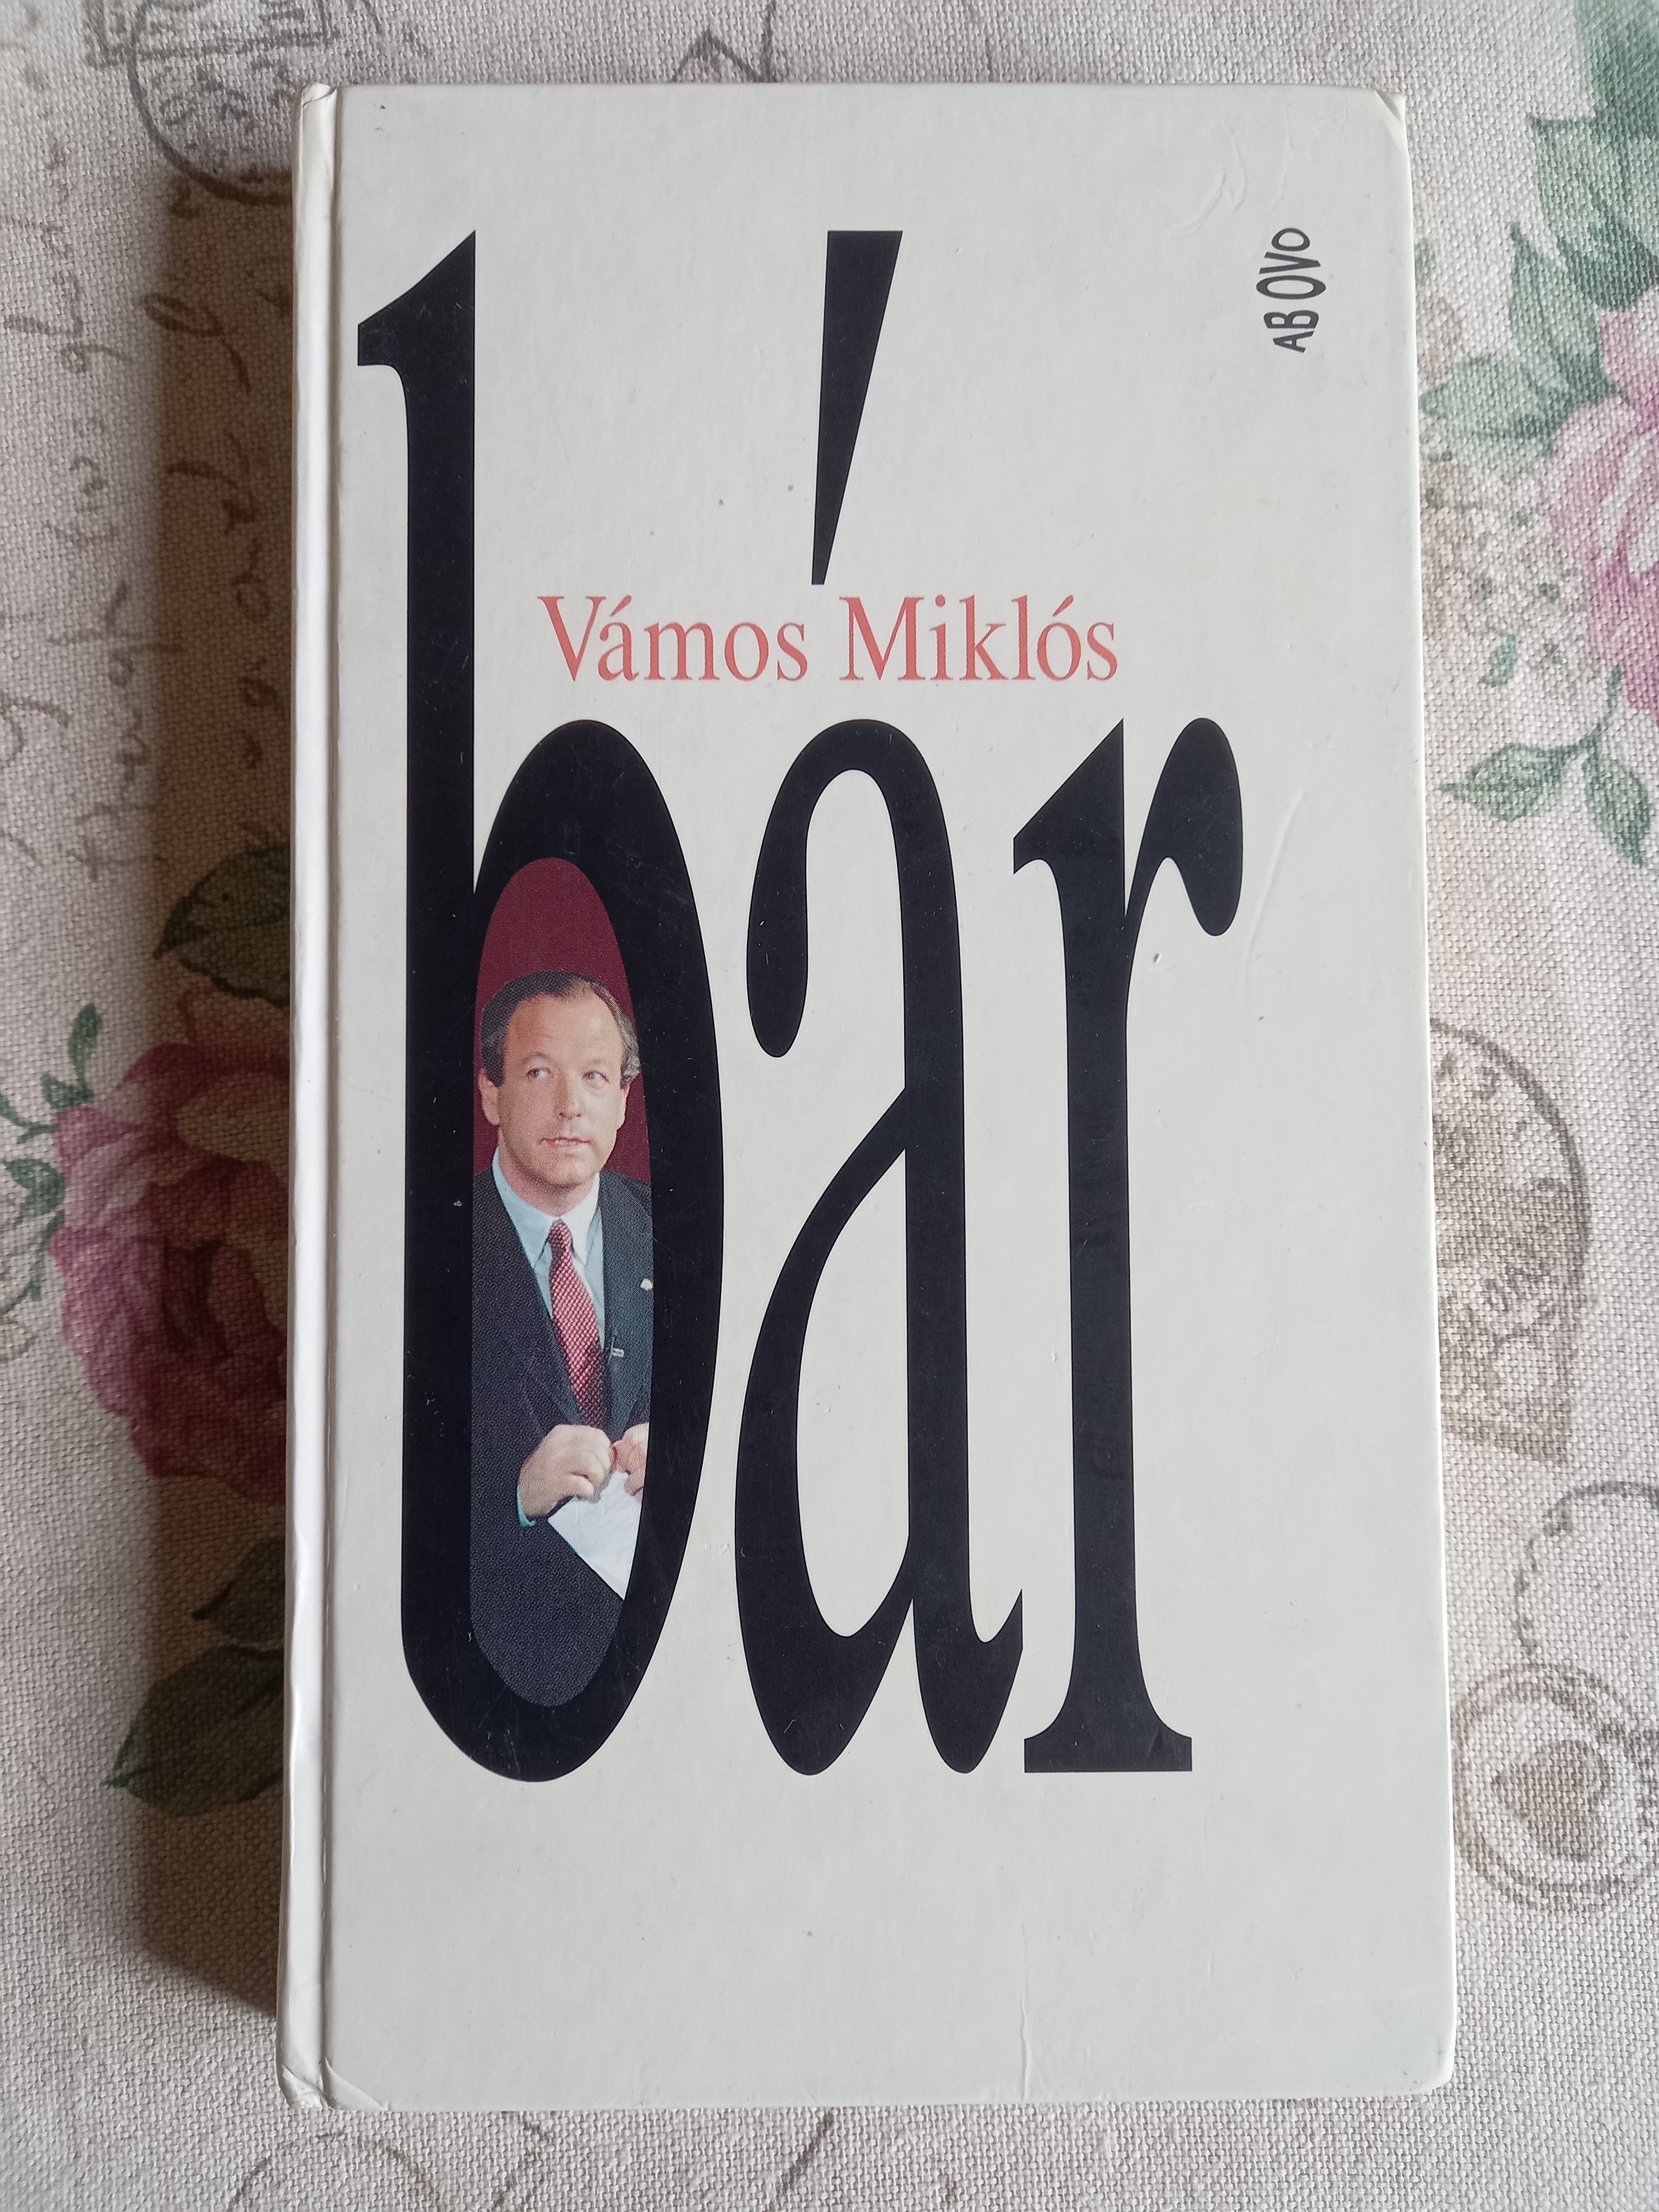 AB OVO
Vámos Miklós
bár